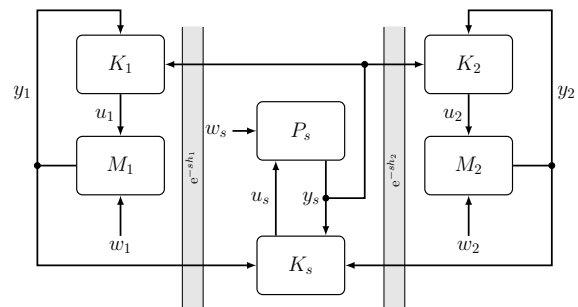 K₁
K₂
y₁
y₂
u₁
u₂
wₛ
Pₛ
M₁
e^{-sh₁}
e^{-sh₂}
M₂
uₛ
yₛ
w₁
w₂
Kₛ